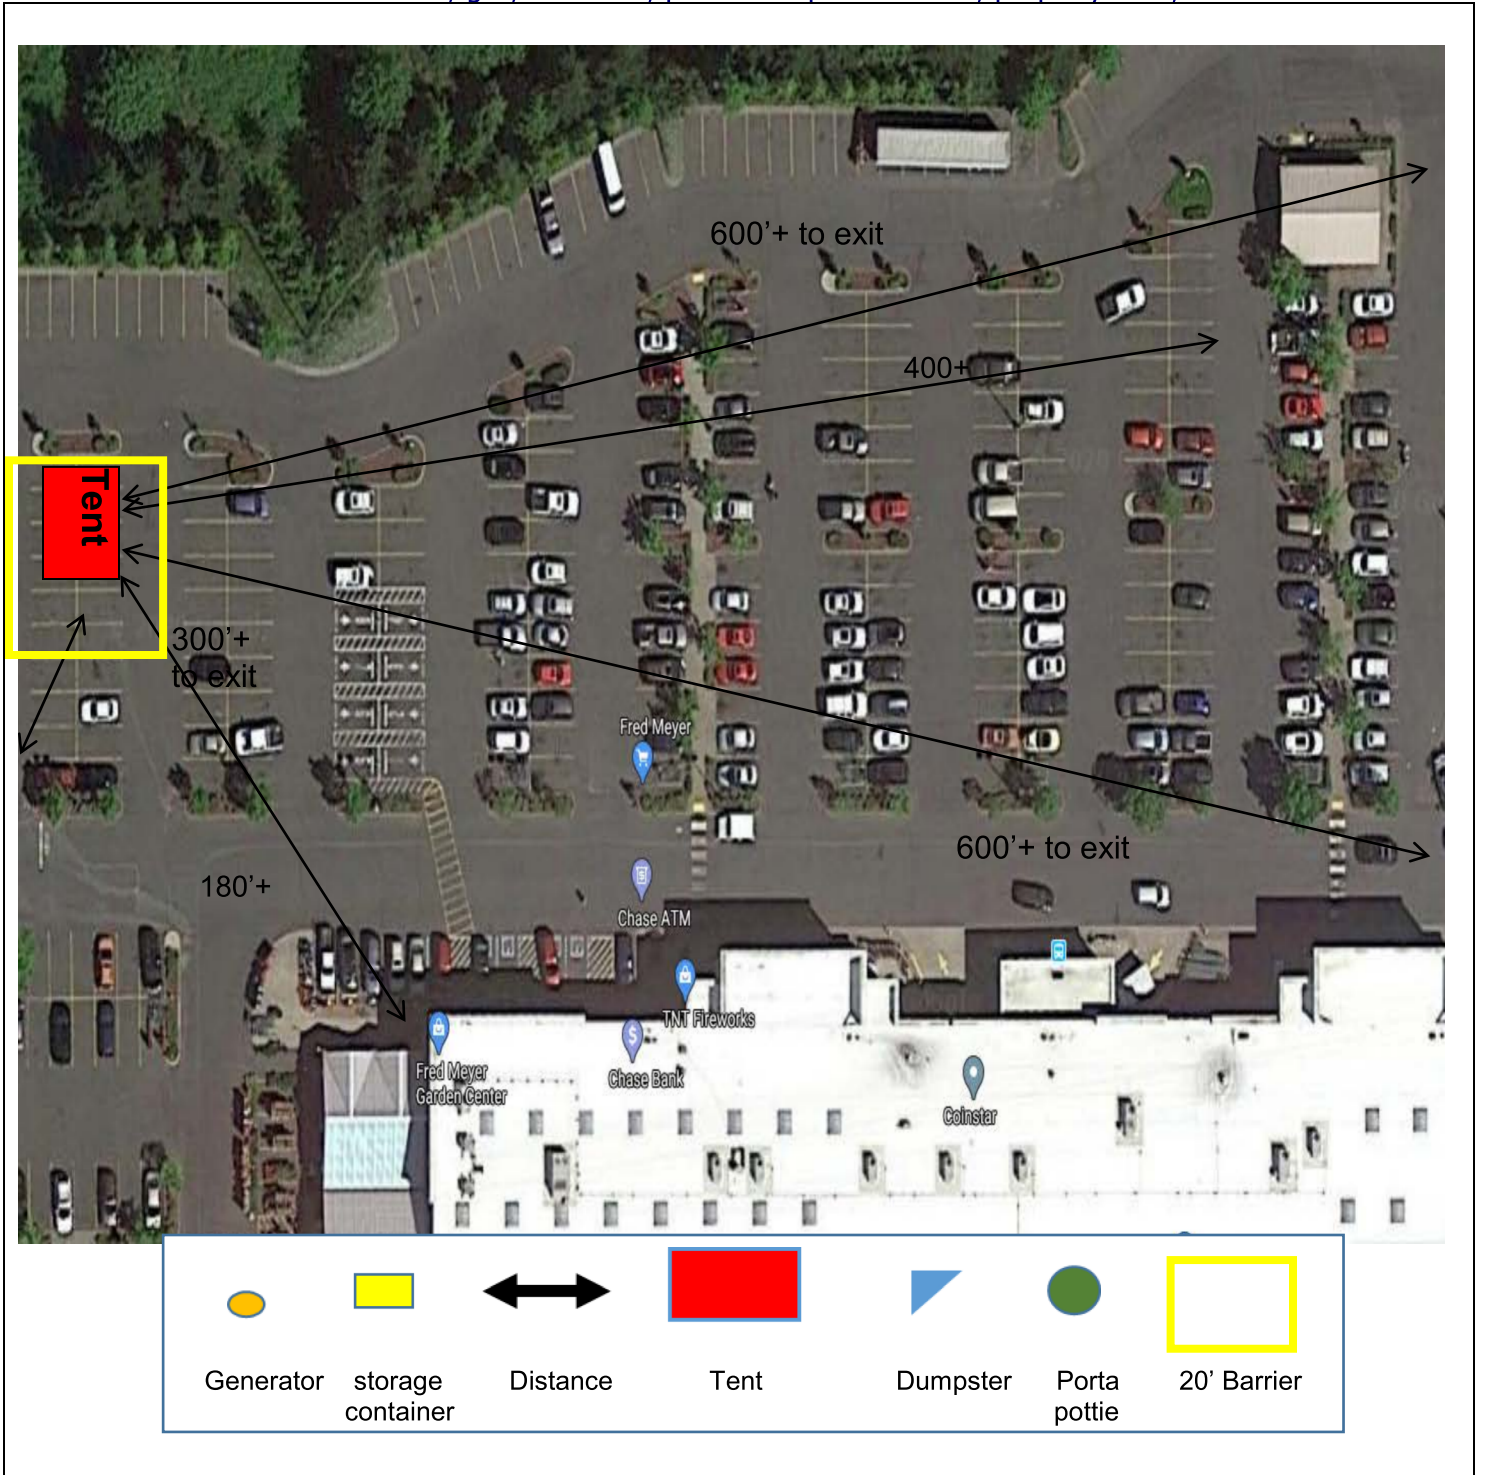 600’+ to exit
400+
Tent
300’+
to exit
Fred Meyer
600’+ to exit
180’+
Chase ATM
TNT Fireworks
Fred Meyer
Garden Center
Chase Bank
Coinstar
Generator
storage
container
Distance
Tent
Dumpster
Porta
pottie
20’ Barrier